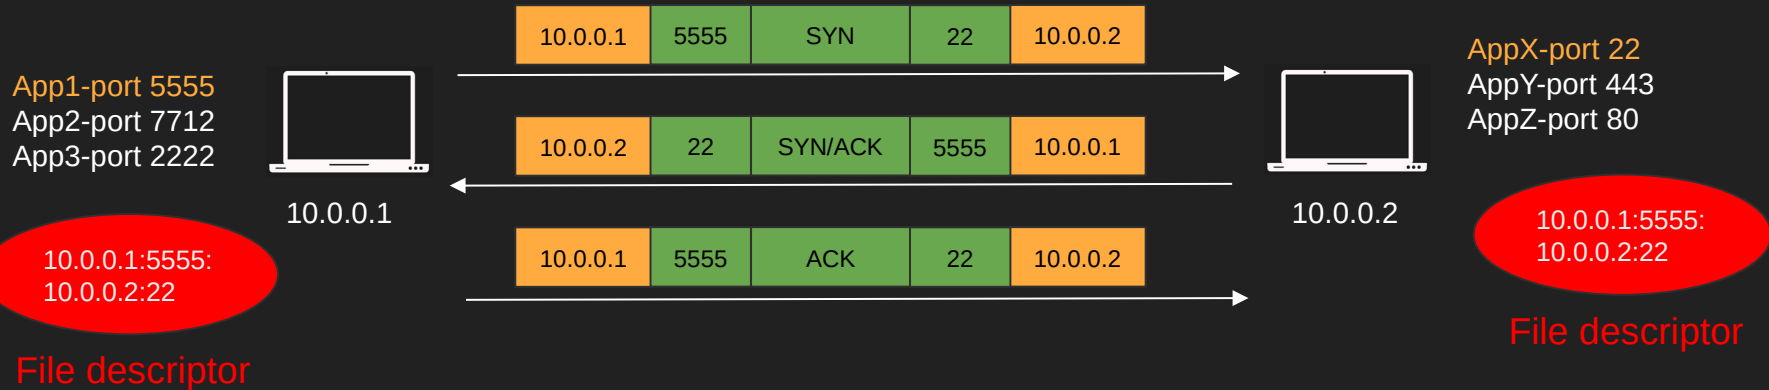 10.0.0.1 5555 SYN 22 10.0.0.2
App1-port 5555
App2-port 7712
App3-port 2222
AppX-port 22
AppY-port 443
AppZ-port 80
10.0.0.2 22 SYN/ACK 5555 10.0.0.1
10.0.0.1
10.0.0.2
10.0.0.1 5555 ACK 22 10.0.0.2
10.0.0.1:5555:
10.0.0.2:22
File descriptor
10.0.0.1:5555:
10.0.0.2:22
File descriptor